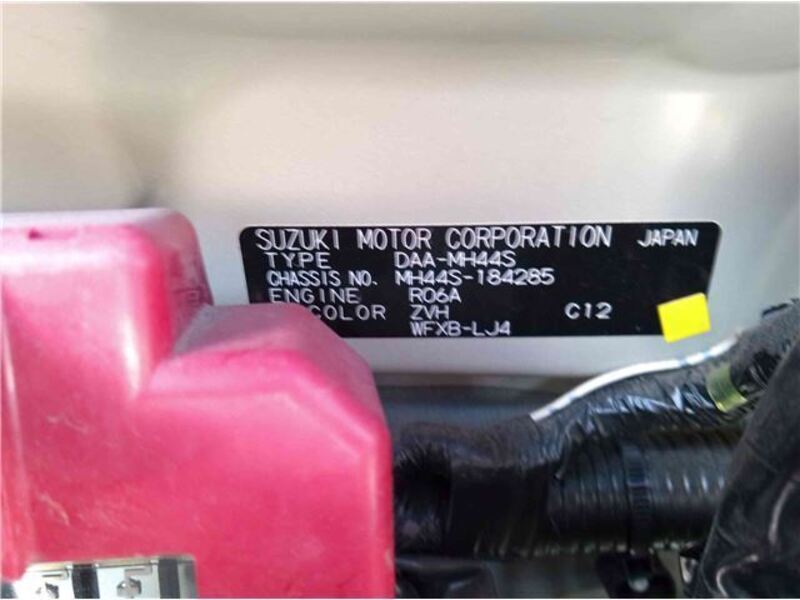 SUZUKI MOTOR CORPORATION JAPAN
TYPE DAA-MH44S
CHASSIS NO. MH44S-184285
ENGINE R06A
COLOR ZVH C12
WFXB-LJ4